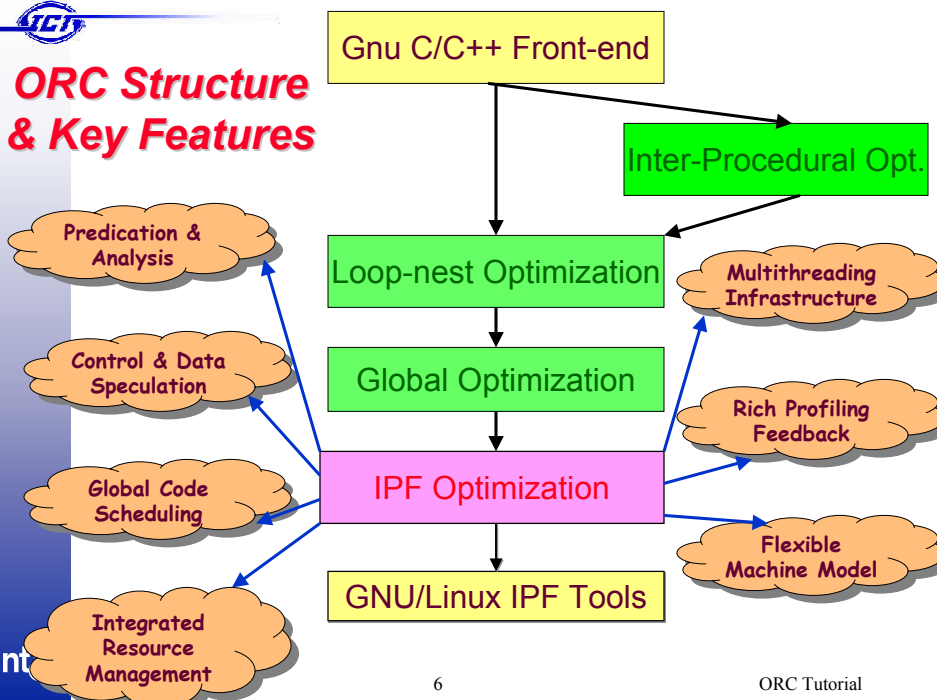 ICT
ORC Structure
& Key Features
Gnu C/C++ Front-end
Inter-Procedural Opt.
Loop-nest Optimization
Global Optimization
IPF Optimization
GNU/Linux IPF Tools
Predication &
Analysis
Control & Data
Speculation
Global Code
Scheduling
Integrated
Resource
Management
Multithreading
Infrastructure
Rich Profiling
Feedback
Flexible
Machine Model
nt
6
ORC Tutorial